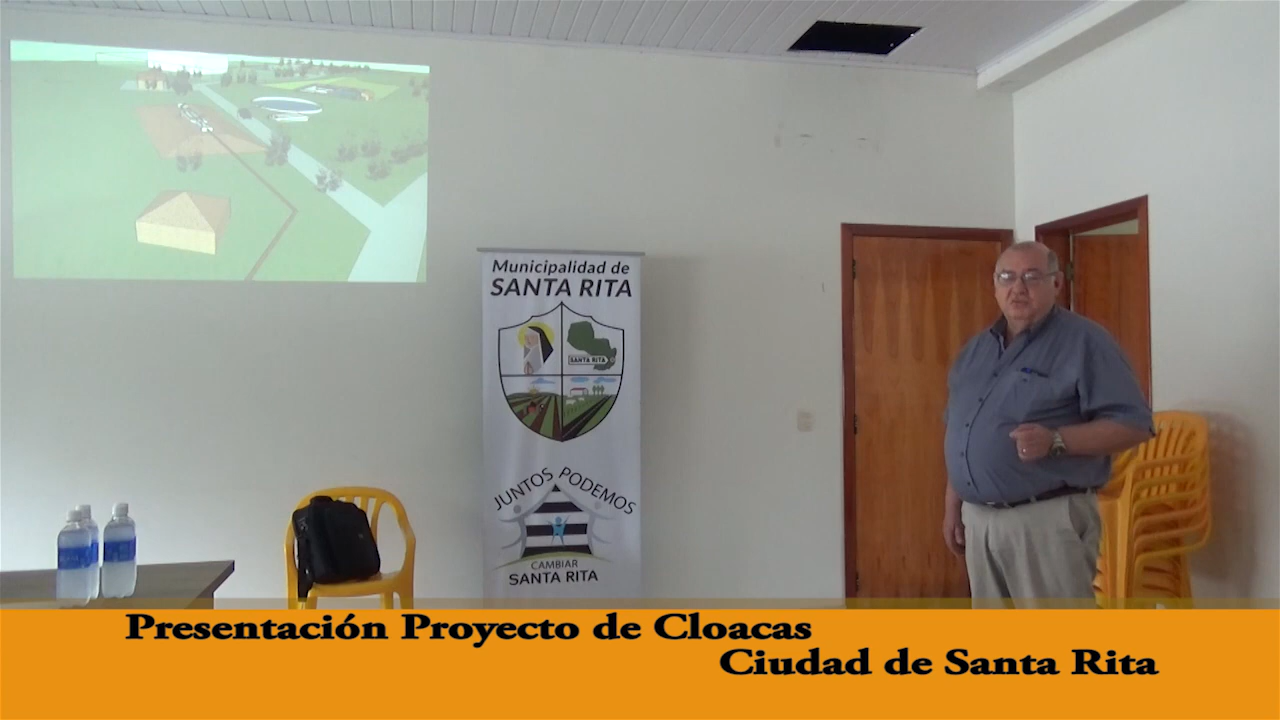 Municipalidad de
SANTA RITA
SANTA RITA
JUNTOS PODEMOS
CAMBIAR
SANTA RITA
Presentación Proyecto de Cloacas
Ciudad de Santa Rita